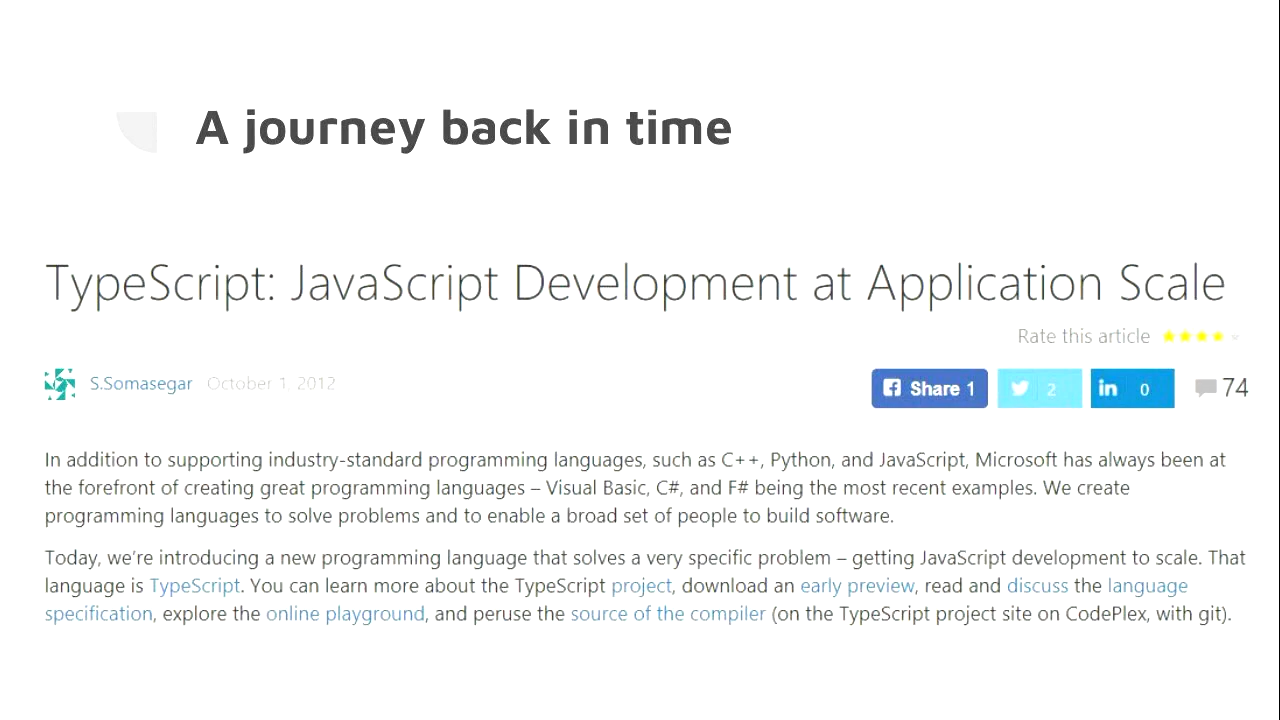 A journey back in time
TypeScript: JavaScript Development at Application Scale
Rate this article
S.Somasegar October 1, 2012
Share 1 2 in 0 74
In addition to supporting industry-standard programming languages, such as C++, Python, and JavaScript, Microsoft has always been at
the forefront of creating great programming languages – Visual Basic, C#, and F# being the most recent examples. We create
programming languages to solve problems and to enable a broad set of people to build software.
Today, we’re introducing a new programming language that solves a very specific problem – getting JavaScript development to scale. That
language is TypeScript. You can learn more about the TypeScript project, download an early preview, read and discuss the language
specification, explore the online playground, and peruse the source of the compiler (on the TypeScript project site on CodePlex, with git).